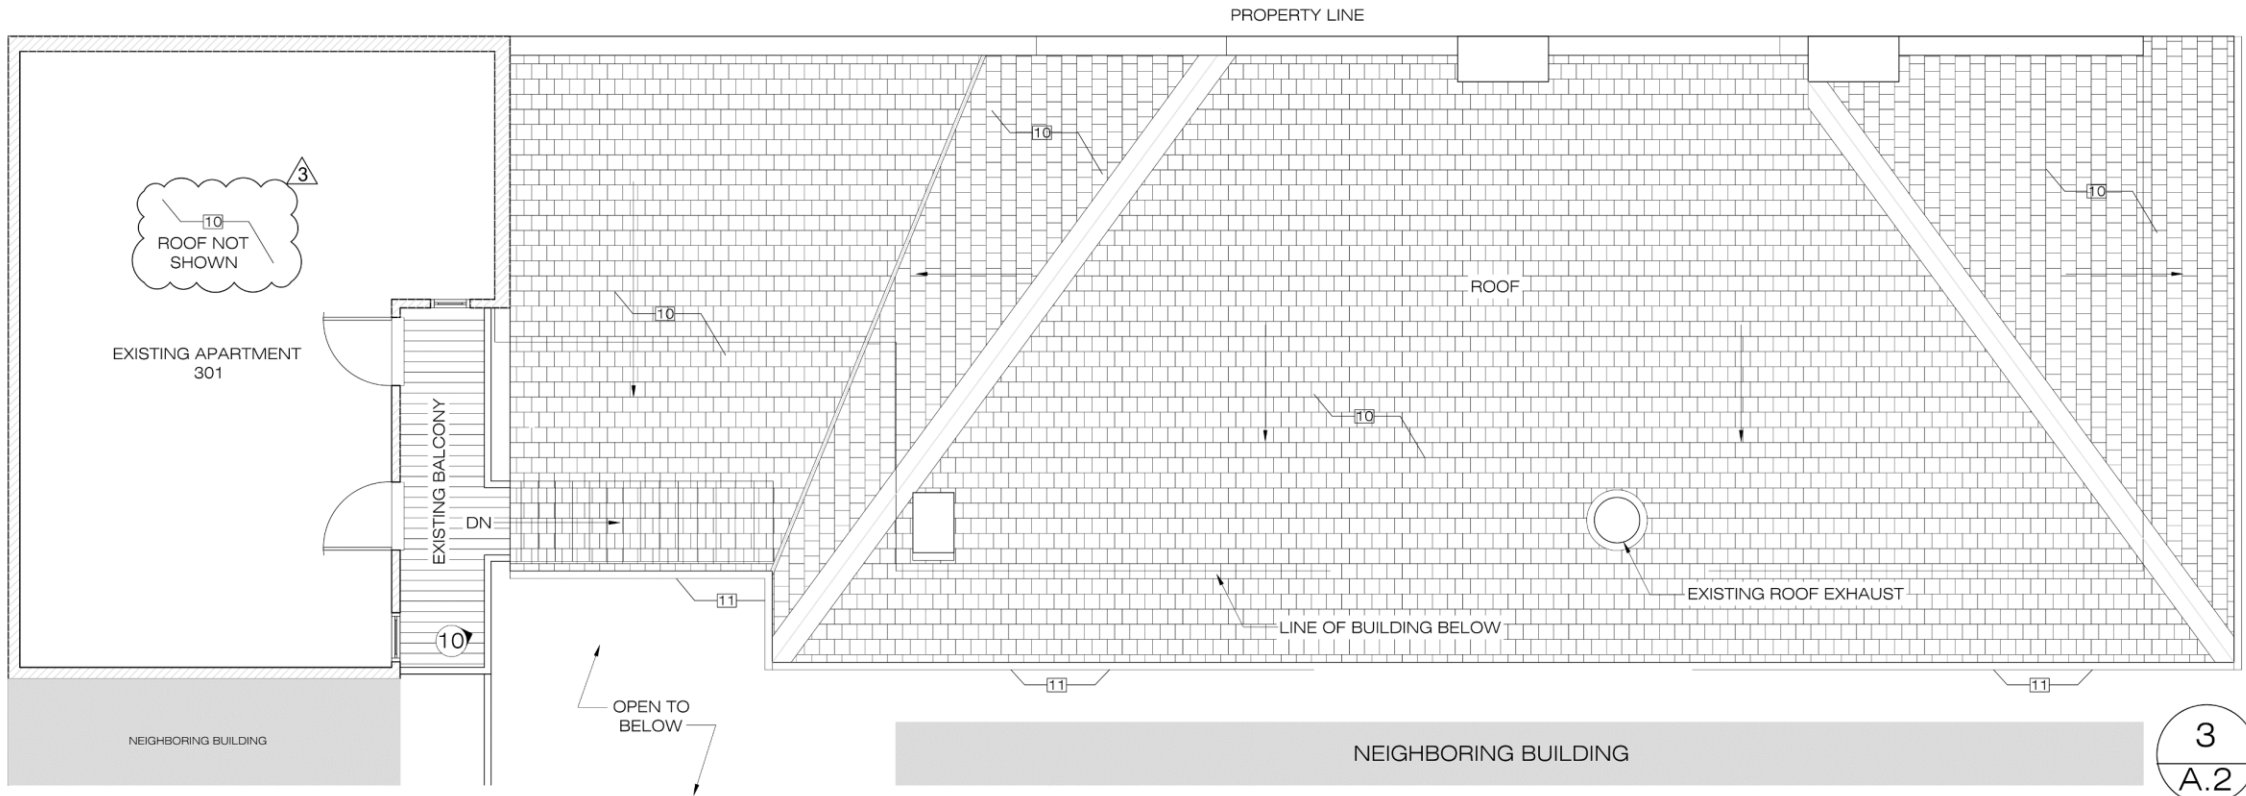 PROPERTY LINE
3
10
ROOF NOT
SHOWN
EXISTING APARTMENT
301
EXISTING BALCONY
DN
10
10
10
10
ROOF
10
EXISTING ROOF EXHAUST
LINE OF BUILDING BELOW
11
11
11
OPEN TO
BELOW
NEIGHBORING BUILDING
NEIGHBORING BUILDING
3
A.2